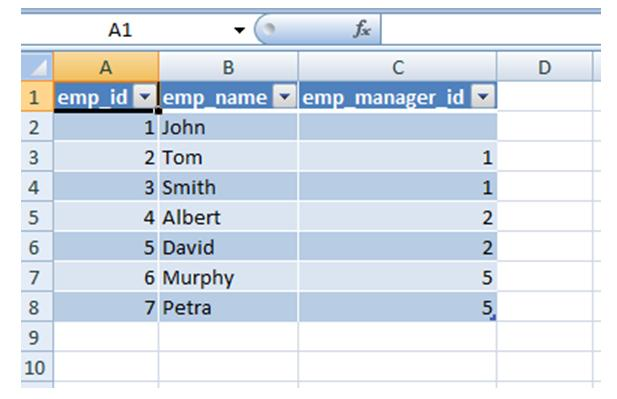 A1 fx
A B C D
1 emp_id emp_name emp_manager_id
2 1 John
3 2 Tom 1
4 3 Smith 1
5 4 Albert 2
6 5 David 2
7 6 Murphy 5
8 7 Petra 5
9
10